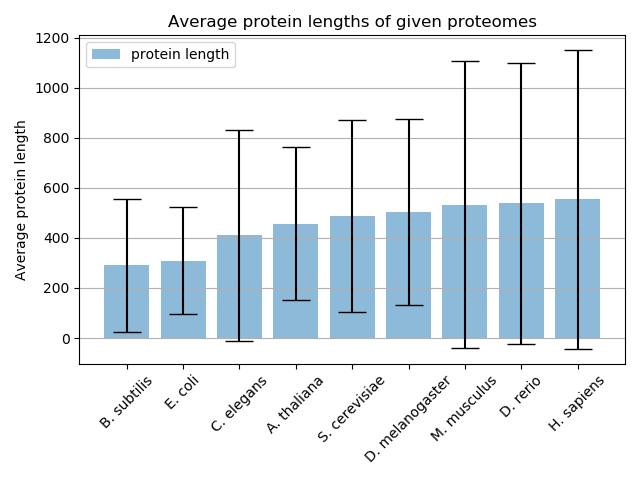 Average protein lengths of given proteomes
protein length
Average protein length
1200
1000
800
600
400
200
0
B. subtilis
E. coli
C. elegans
A. thaliana
S. cerevisiae
D. melanogaster
M. musculus
D. rerio
H. sapiens